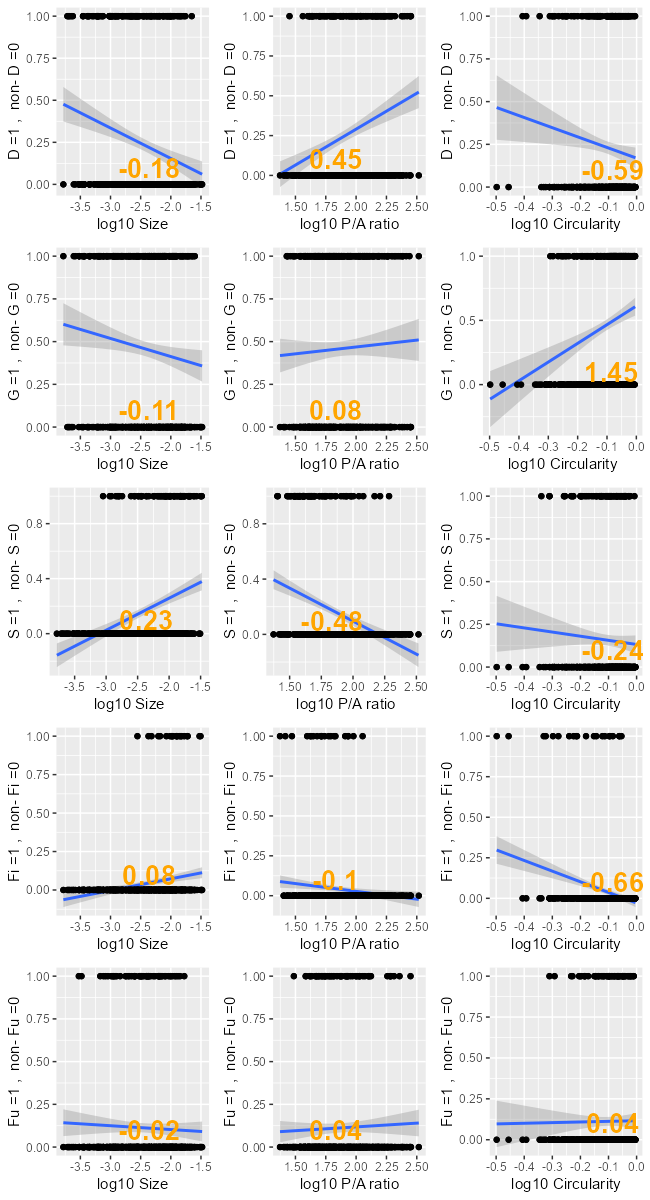 D =1 , non- D =0
1.00
0.75
0.50
0.25
0.00
-0.18
-3.5 -3.0 -2.5 -2.0 -1.5
log10 Size
D =1 , non- D =0
1.00
0.75
0.50
0.25
0.00
0.45
1.50 1.75 2.00 2.25 2.50
log10 P/A ratio
D =1 , non- D =0
1.00
0.75
0.50
0.25
0.00
-0.59
-0.5 -0.4 -0.3 -0.2 -0.1 0.0
log10 Circularity
G =1 , non- G =0
1.00
0.75
0.50
0.25
0.00
-0.11
-3.5 -3.0 -2.5 -2.0 -1.5
log10 Size
G =1 , non- G =0
1.00
0.75
0.50
0.25
0.00
0.08
1.50 1.75 2.00 2.25 2.50
log10 P/A ratio
G =1 , non- G =0
1.0
0.5
0.0
1.45
-0.5 -0.4 -0.3 -0.2 -0.1 0.0
log10 Circularity
S =1 , non- S =0
0.8
0.4
0.0
0.23
-3.5 -3.0 -2.5 -2.0 -1.5
log10 Size
S =1 , non- S =0
0.8
0.4
0.0
-0.48
1.50 1.75 2.00 2.25 2.50
log10 P/A ratio
S =1 , non- S =0
1.00
0.75
0.50
0.25
0.00
-0.24
-0.5 -0.4 -0.3 -0.2 -0.1 0.0
log10 Circularity
Fi =1 , non- Fi =0
1.00
0.75
0.50
0.25
0.00
0.08
-3.5 -3.0 -2.5 -2.0 -1.5
log10 Size
Fi =1 , non- Fi =0
1.00
0.75
0.50
0.25
0.00
-0.1
1.50 1.75 2.00 2.25 2.50
log10 P/A ratio
Fi =1 , non- Fi =0
1.00
0.75
0.50
0.25
0.00
-0.66
-0.5 -0.4 -0.3 -0.2 -0.1 0.0
log10 Circularity
Fu =1 , non- Fu =0
1.00
0.75
0.50
0.25
0.00
-0.02
-3.5 -3.0 -2.5 -2.0 -1.5
log10 Size
Fu =1 , non- Fu =0
1.00
0.75
0.50
0.25
0.00
0.04
1.50 1.75 2.00 2.25 2.50
log10 P/A ratio
Fu =1 , non- Fu =0
1.00
0.75
0.50
0.25
0.00
0.04
-0.5 -0.4 -0.3 -0.2 -0.1 0.0
log10 Circularity